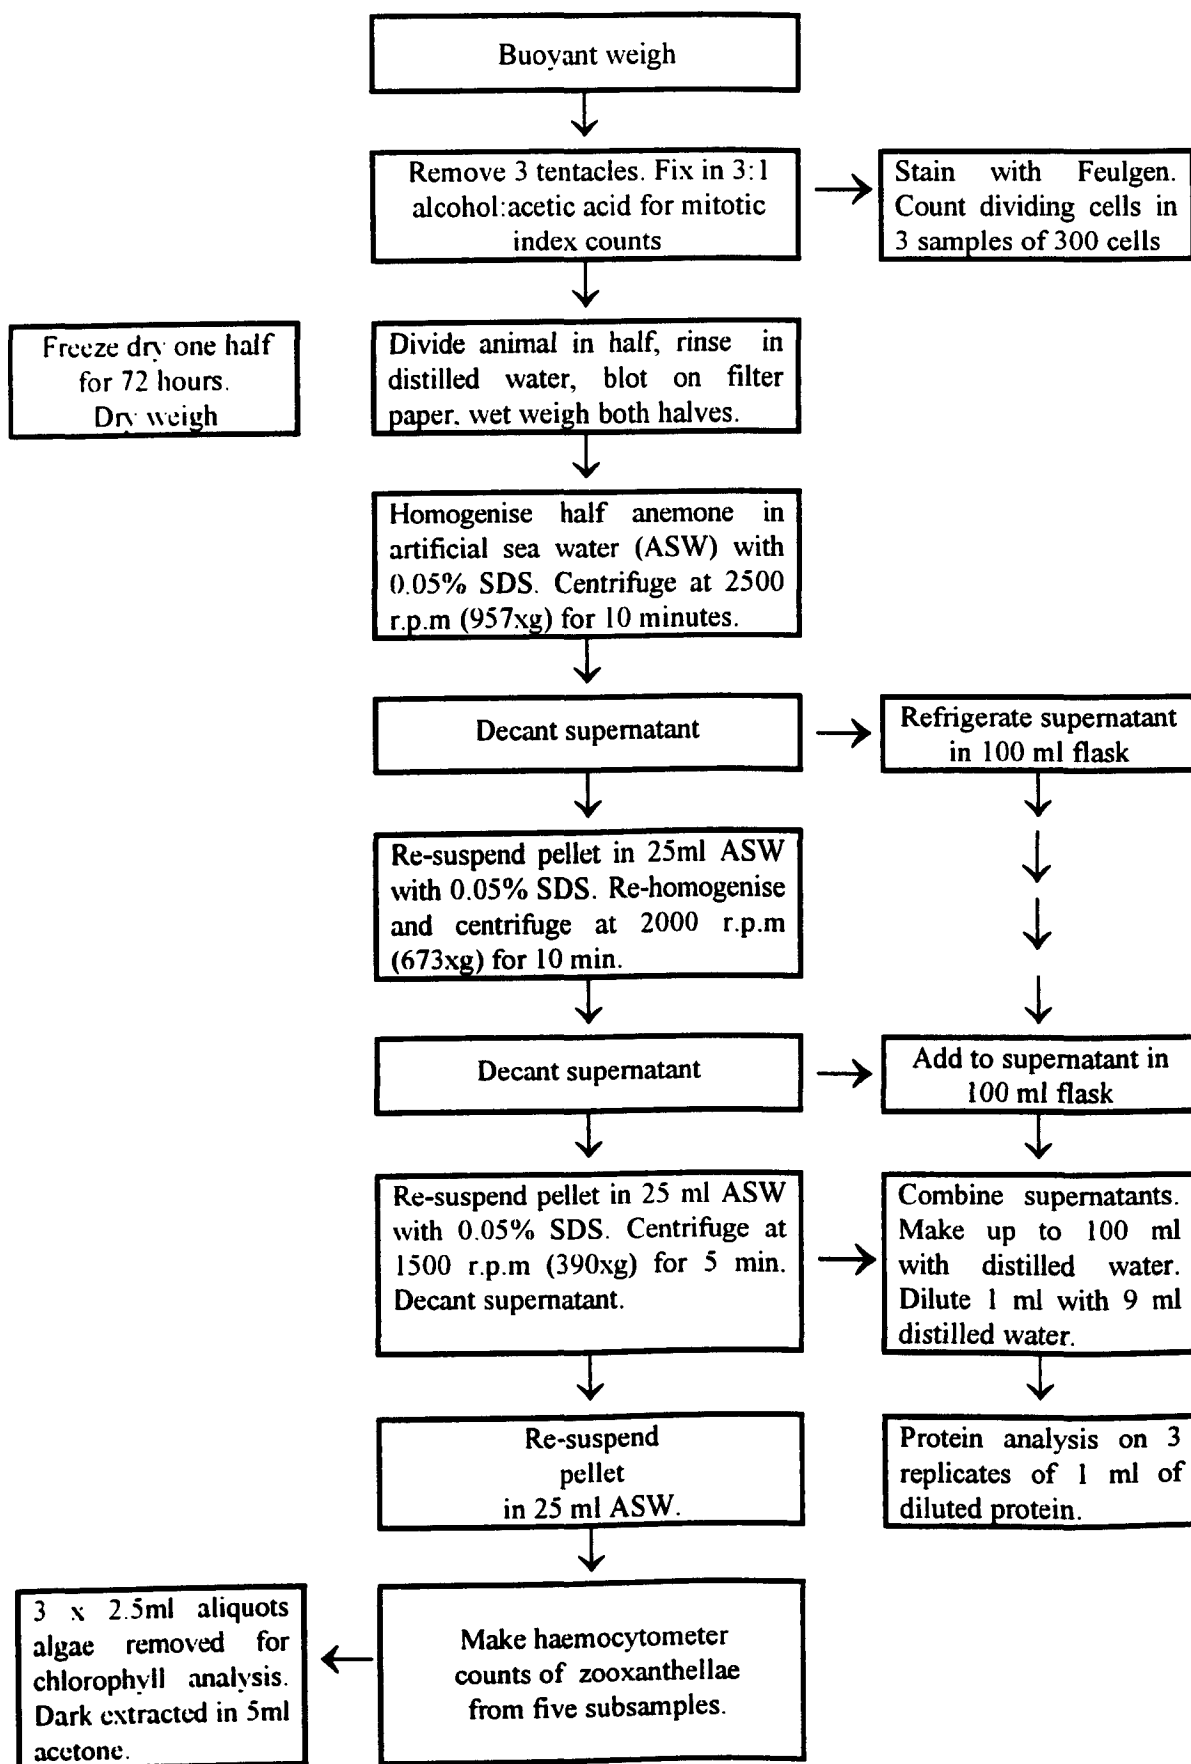 Buoyant weigh
Remove 3 tentacles. Fix in 3:1
alcohol:acetic acid for mitotic
index counts
Stain with Feulgen.
Count dividing cells in
3 samples of 300 cells
Freeze dry one half
for 72 hours.
Dry weigh
Divide animal in half, rinse in
distilled water, blot on filter
paper, wet weigh both halves.
Homogenise half anemone in
artificial sea water (ASW) with
0.05% SDS. Centrifuge at 2500
r.p.m (957xg) for 10 minutes.
Decant supernatant
Refrigerate supernatant
in 100 ml flask
Re-suspend pellet in 25ml ASW
with 0.05% SDS. Re-homogenise
and centrifuge at 2000 r.p.m
(673xg) for 10 min.
Decant supernatant
Add to supernatant in
100 ml flask
Re-suspend pellet in 25 ml ASW
with 0.05% SDS. Centrifuge at
1500 r.p.m (390xg) for 5 min.
Decant supernatant.
Combine supernatants.
Make up to 100 ml
with distilled water.
Dilute 1 ml with 9 ml
distilled water.
Re-suspend
pellet
in 25 ml ASW.
Protein analysis on 3
replicates of 1 ml of
diluted protein.
3 x 2.5ml aliquots
algae removed for
chlorophyll analysis.
Dark extracted in 5ml
acetone.
Make haemocytometer
counts of zooxanthellae
from five subsamples.